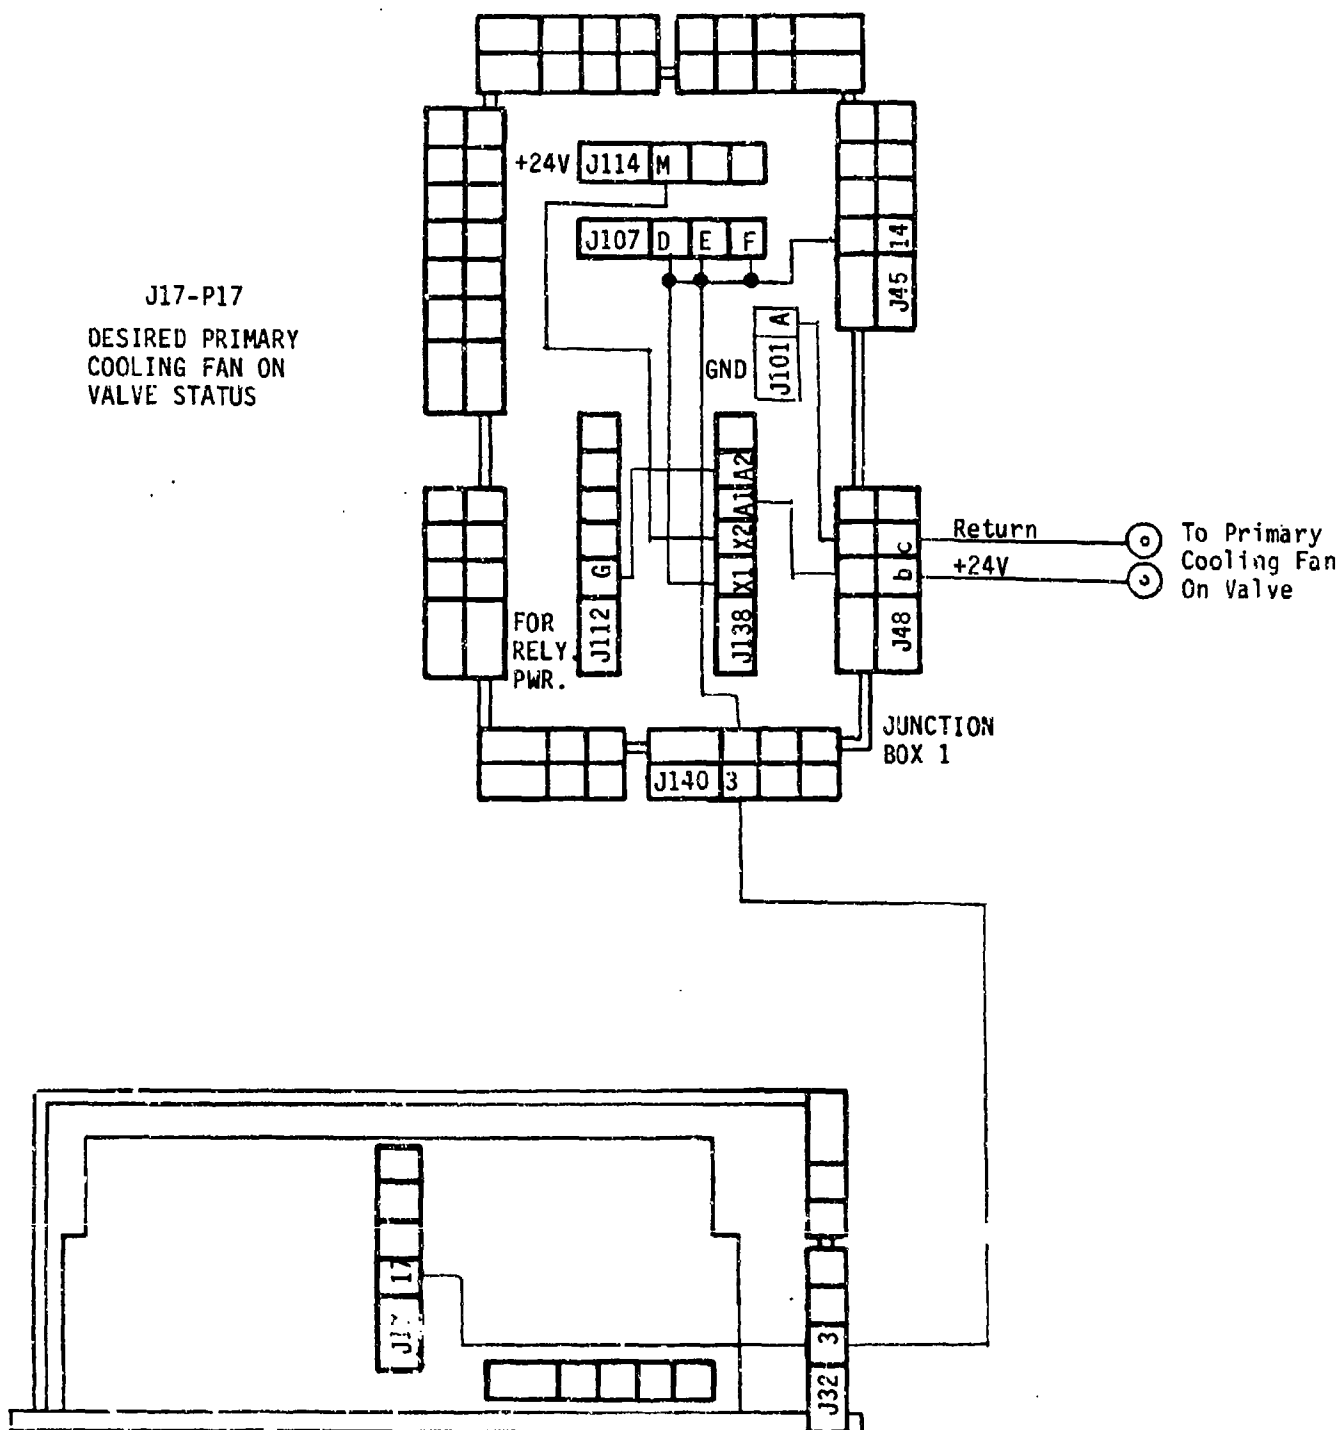 +24V J114 M
J107 D E F
14
J45
J17-P17
DESIRED PRIMARY
COOLING FAN ON
VALVE STATUS
A
J101
GND
A2
A1
X2
X1
J138
G
J112
FOR
RELY.
PWR.
c
b
J48
Return
+24V
To Primary
Cooling Fan
On Valve
JUNCTION
BOX 1
J140 3
17
3
J32